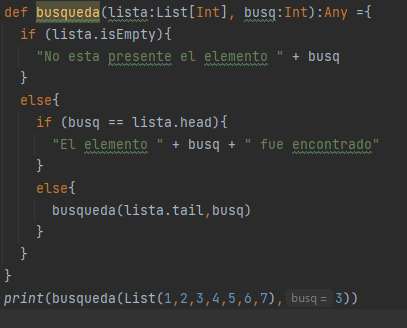 def busqueda(lista:List[Int], busq:Int):Any ={
  if (lista.isEmpty){
    "No esta presente el elemento " + busq
  }
  else{
    if (busq == lista.head){
      "El elemento " + busq + " fue encontrado"
    }
    else{
      busqueda(lista.tail,busq)
    }
  }
}
print(busqueda(List(1,2,3,4,5,6,7), busq = 3))